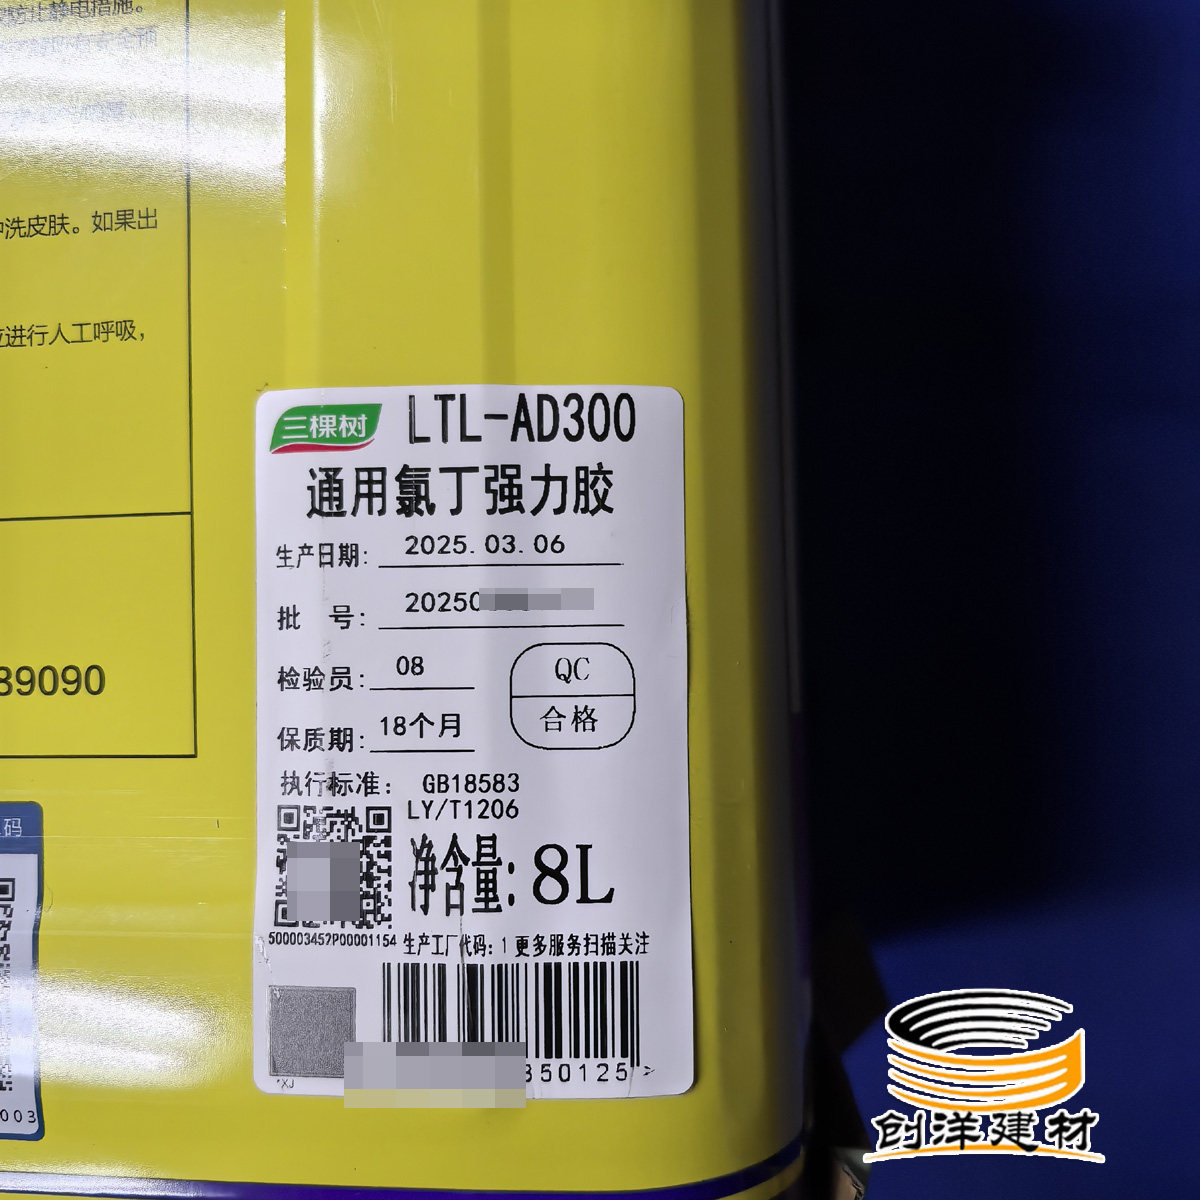 防止静电措施。
冲洗皮肤。如果出
应进行人工呼吸，
89090
三棵树
LTL-AD300
通用氯丁强力胶
生产日期: 2025.03.06
批 号: 20250
检验员: 08
QC
合格
保质期: 18个月
执行标准: GB18583
LY/T1206
净含量: 8L
500003452P00001154
生产工厂代码: 1 更多服务扫描关注
350125 >
XJ
码
003
创洋建材